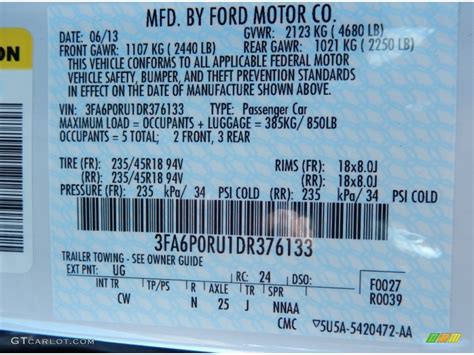 MFD. BY FORD MOTOR CO.
06/13 GVWR: 2123 KG ( 4680 LB)
FRONT GAWR: 1107 KG ( 2440 LB) REAR GAWR: 1021 KG ( 2250 LB)
THIS VEHICLE CONFORMS TO ALL APPLICABLE FEDERAL MOTOR
VEHICLE SAFETY, BUMPER, AND THEFT PREVENTION STANDARDS
IN EFFECT ON THE DATE OF MANUFACTURE SHOWN ABOVE.
VIN: 3FA6P0RU1DR376133 TYPE: Passenger Car
MAXIMUM LOAD = OCCUPANTS + LUGGAGE = 385KG/ 850LB
OCCUPANTS = 5 TOTAL: 2 FRONT, 3 REAR
TIRE (FR): 235/45R18 94V RIMS (FR): 18x8.0J
(RR): 235/45R18 94V (RR): 18x8.0J
PRESSURE (FR): 235 kPa/ 34 PSI COLD (RR): 235 kPa/ 34 PSI COLD
3FA6P0RU1DR376133
TRAILER TOWING - SEE OWNER GUIDE
EXT PNT: UG RC: 24 DSO: F0027
R0039
INT TR TP/PS R AXLE TR SPR
CW N 25 J NNAA
CMC 5U5A-5420472-AA
GTCARLOT.COM